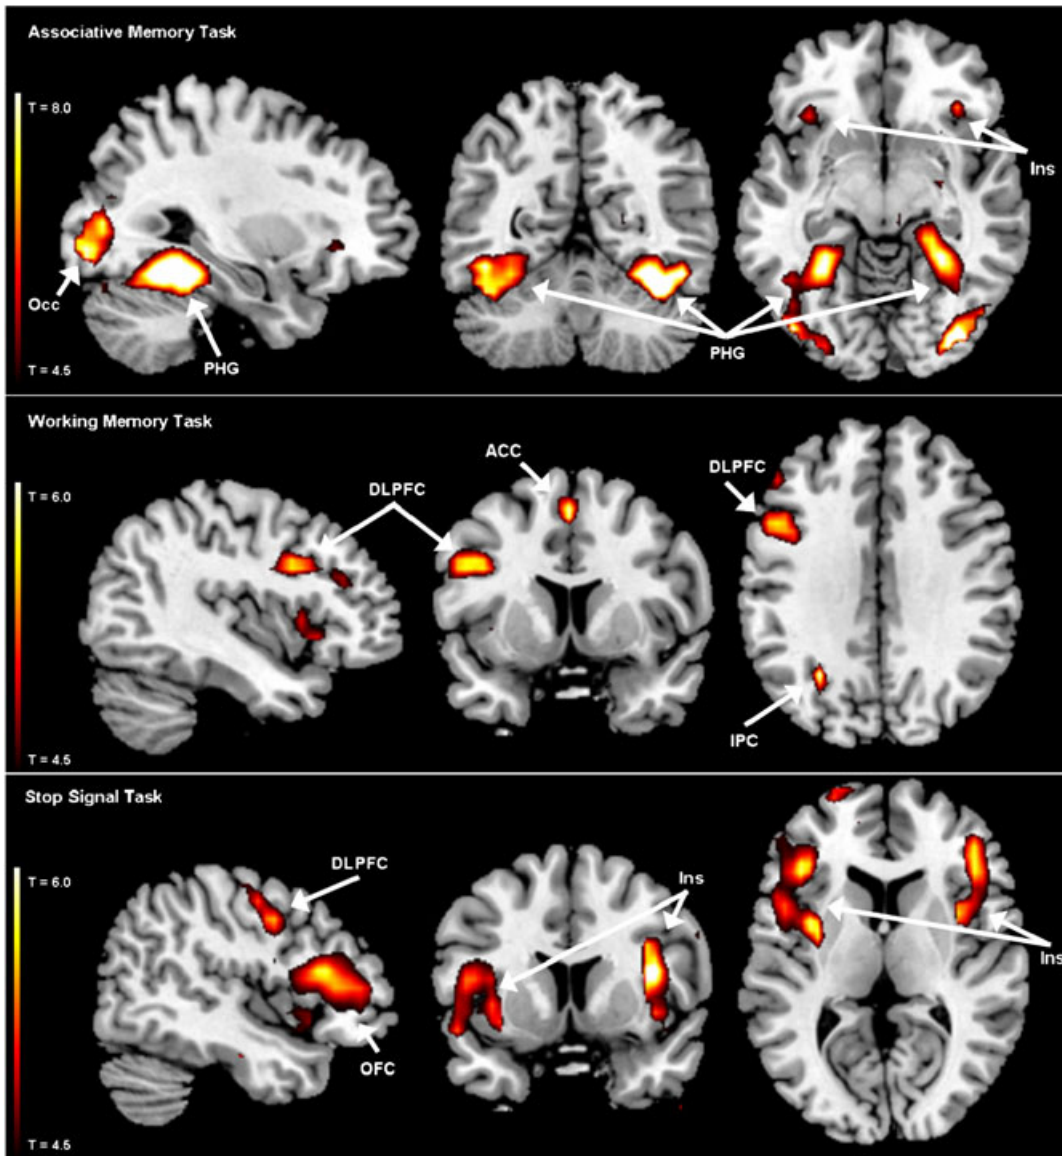 Associative Memory Task
T = 8.0
Ins
Occ
PHG
PHG
T = 4.5
Working Memory Task
ACC
DLPFC
DLPFC
T = 6.0
IPC
T = 4.5
Stop Signal Task
DLPFC
Ins
T = 6.0
Ins
OFC
T = 4.5